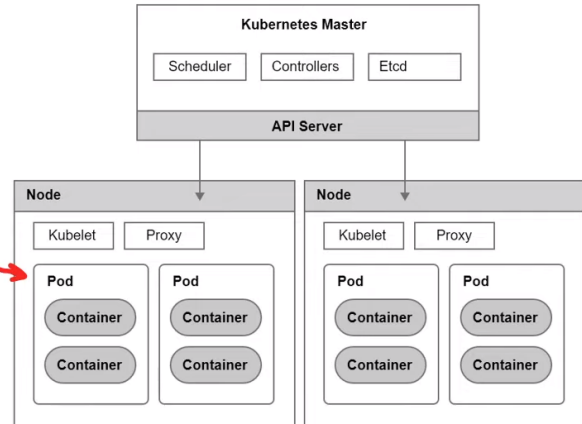 Kubernetes Master
Scheduler
Controllers
Etcd
API Server
Node
Kubelet
Proxy
Pod
Container
Container
Pod
Container
Container
Node
Kubelet
Proxy
Pod
Container
Container
Pod
Container
Container